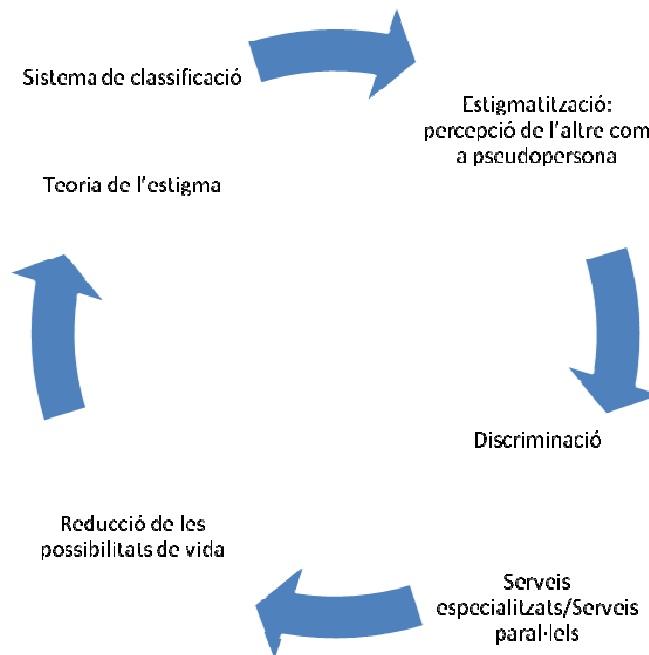 Sistema de classificació
Teoria de l'estigma
Estigmatització:
percepció de l'altre com
a pseudopersona
Discriminació
Serveis
especialitzats/Serveis
paral·lels
Reducció de les
possibilitats de vida